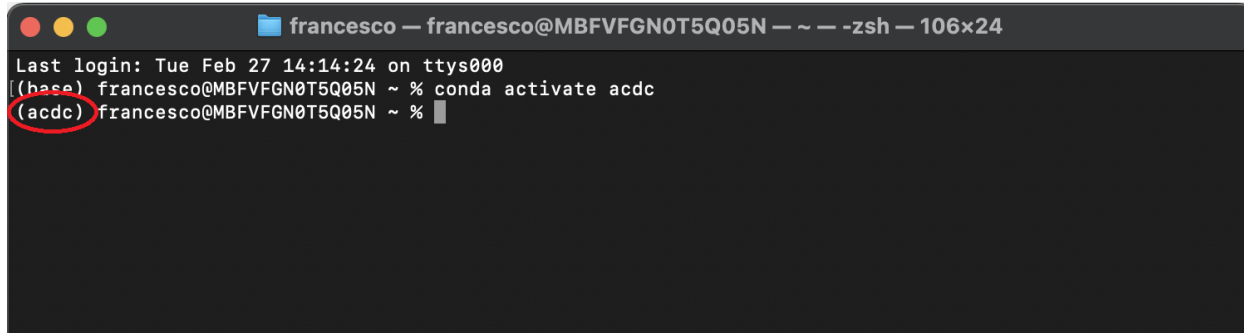 francesco — francesco@MBFVFGN0T5Q05N — ~ — -zsh — 106×24
Last login: Tue Feb 27 14:14:24 on ttys000
[(base) francesco@MBFVFGN0T5Q05N ~ % conda activate acdc
(acdc) francesco@MBFVFGN0T5Q05N ~ %